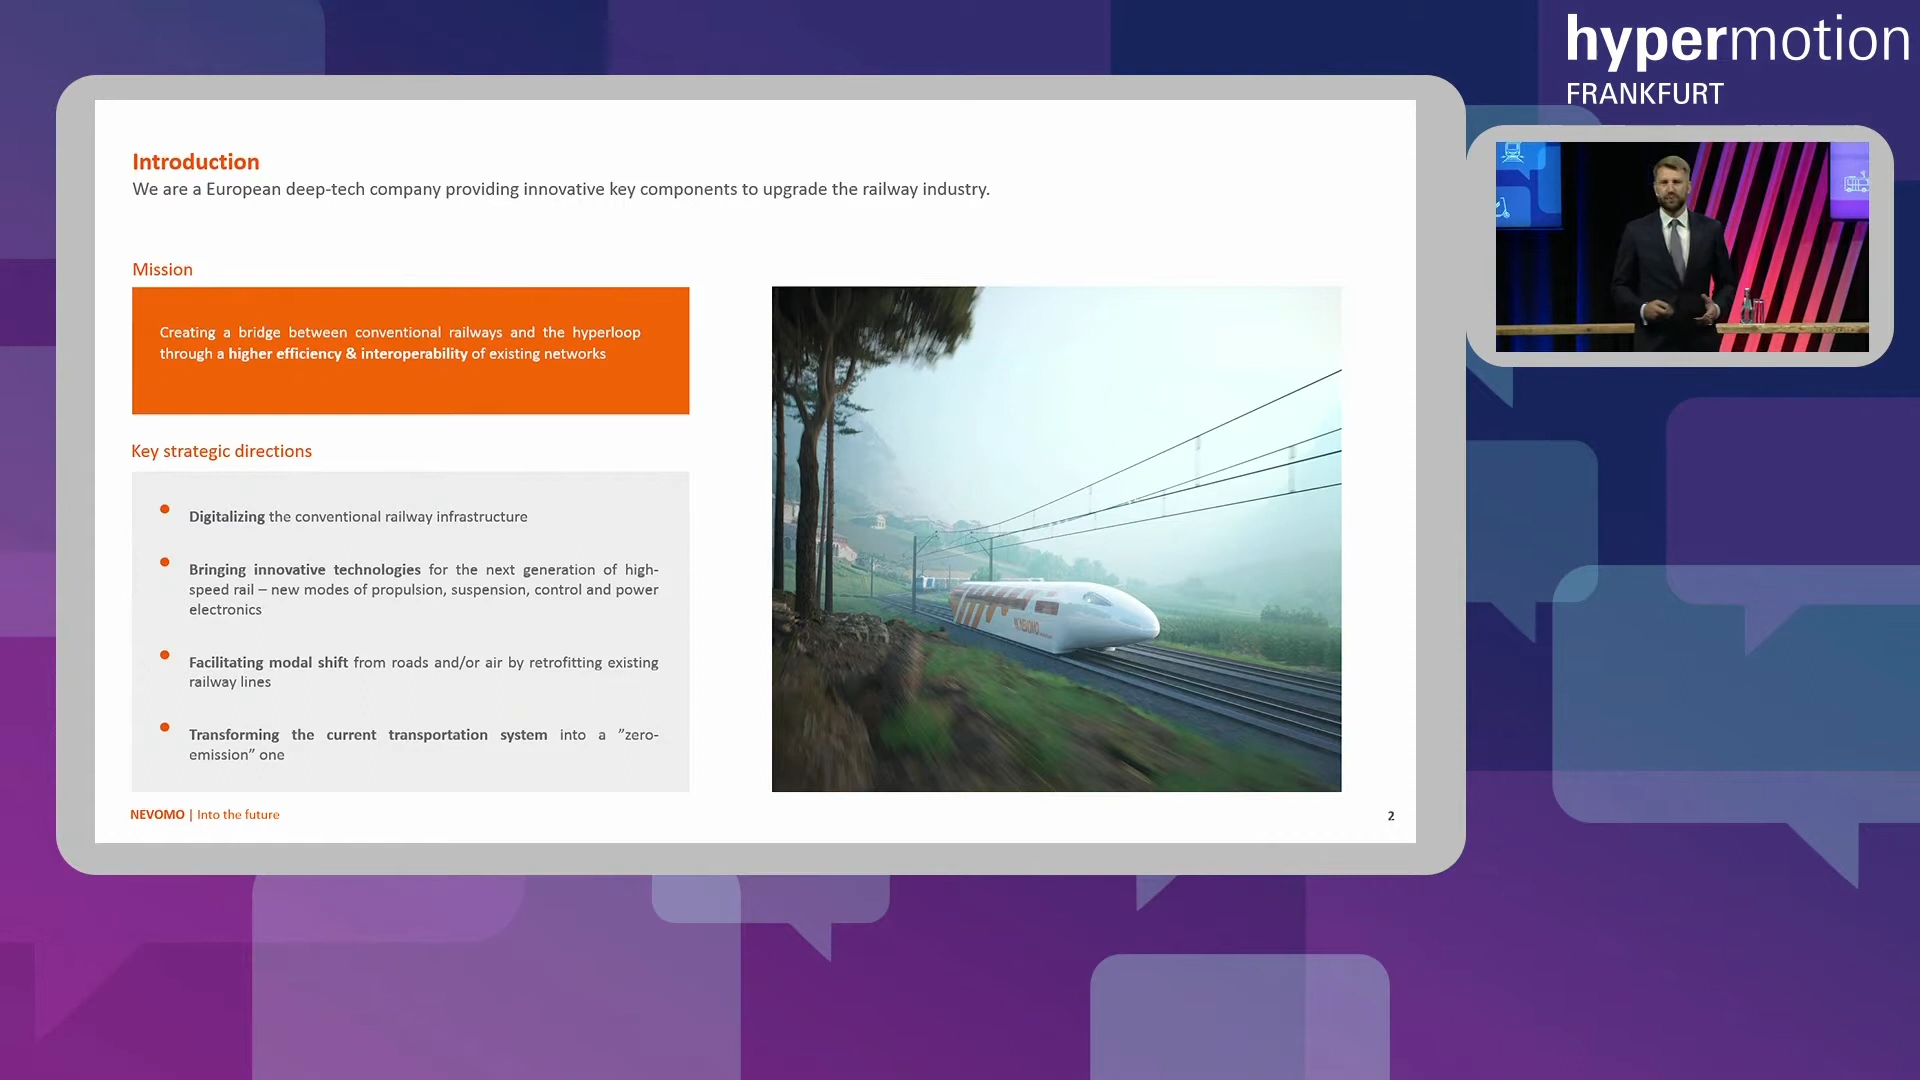 hypermotion
FRANKFURT
Introduction
We are a European deep-tech company providing innovative key components to upgrade the railway industry.
Mission
Creating a bridge between conventional railways and the hyperloop
through a higher efficiency & interoperability of existing networks
Key strategic directions
Digitalizing the conventional railway infrastructure
Bringing innovative technologies for the next generation of high-
speed rail – new modes of propulsion, suspension, control and power
electronics
Facilitating modal shift from roads and/or air by retrofitting existing
railway lines
Transforming the current transportation system into a ”zero-
emission” one
NEVOMO
NEVOMO | Into the future
2